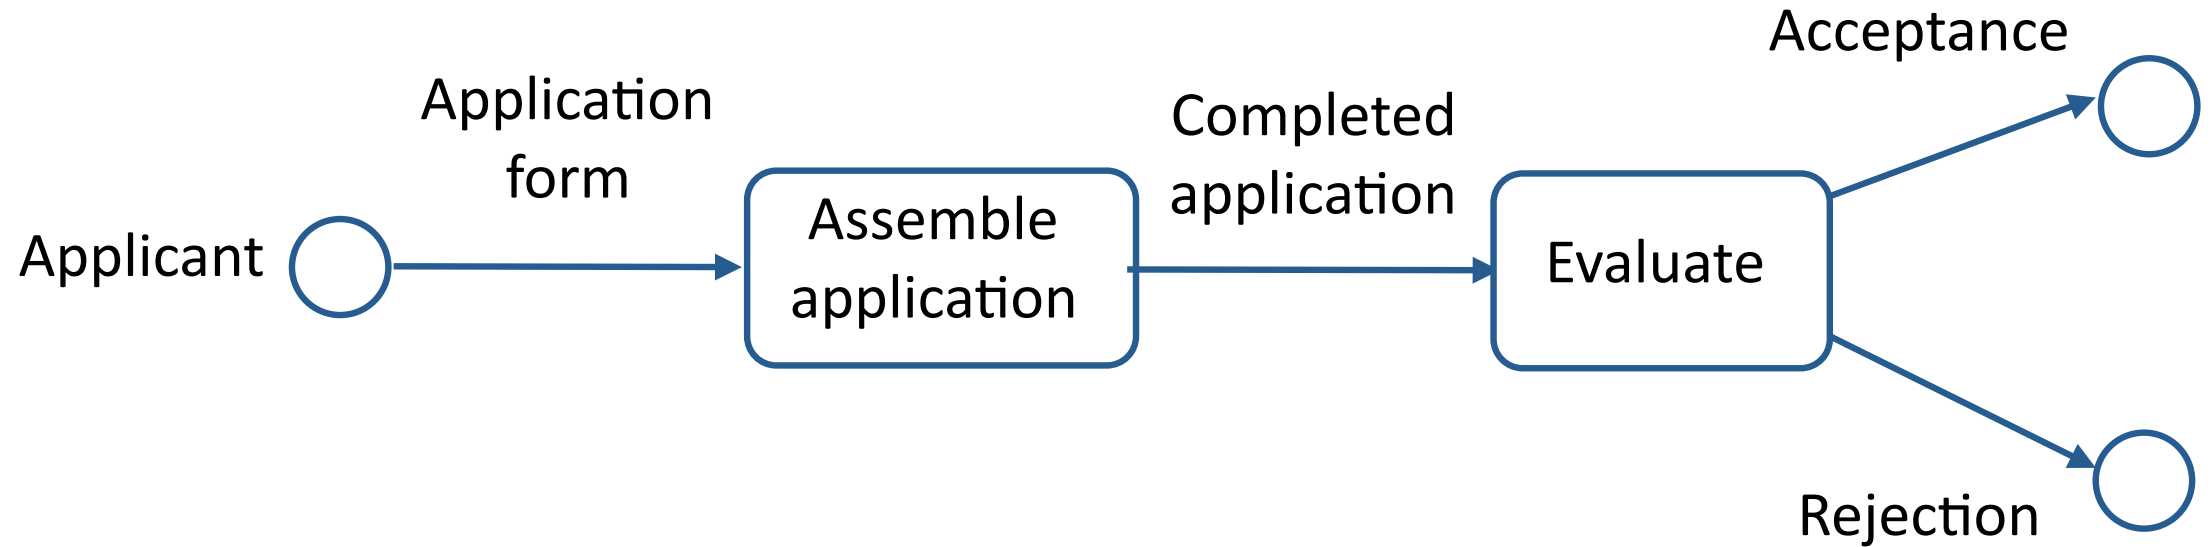 Applicant
Application
form
Assemble
application
Completed
application
Evaluate
Acceptance
Rejection